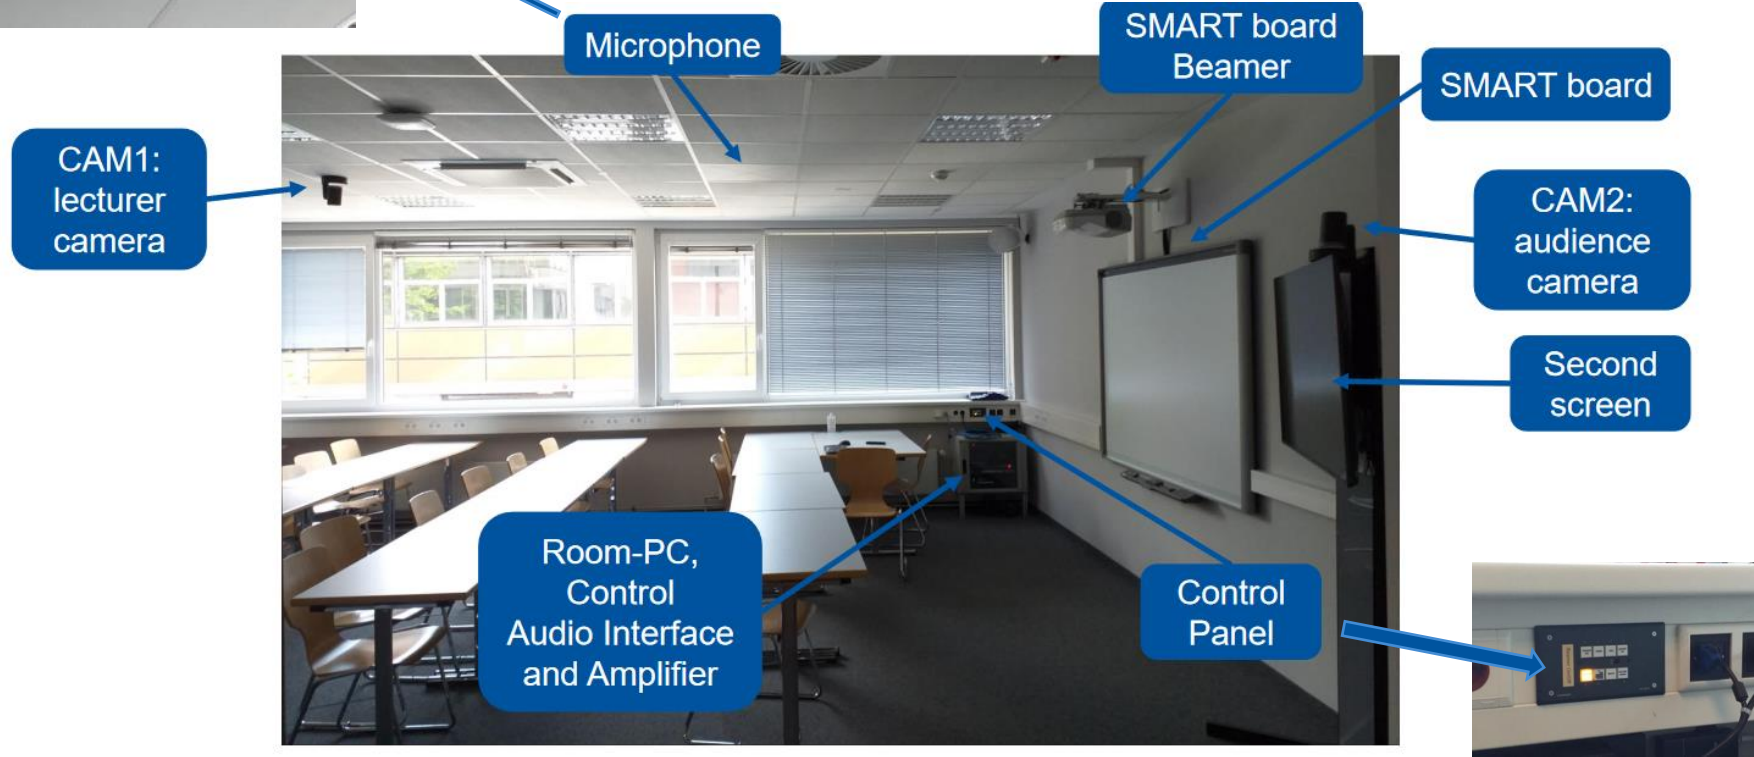 Microphone
SMART board
Beamer
SMART board
CAM1:
lecturer
camera
CAM2:
audience
camera
Second
screen
Room-PC,
Control
Audio Interface
and Amplifier
Control
Panel